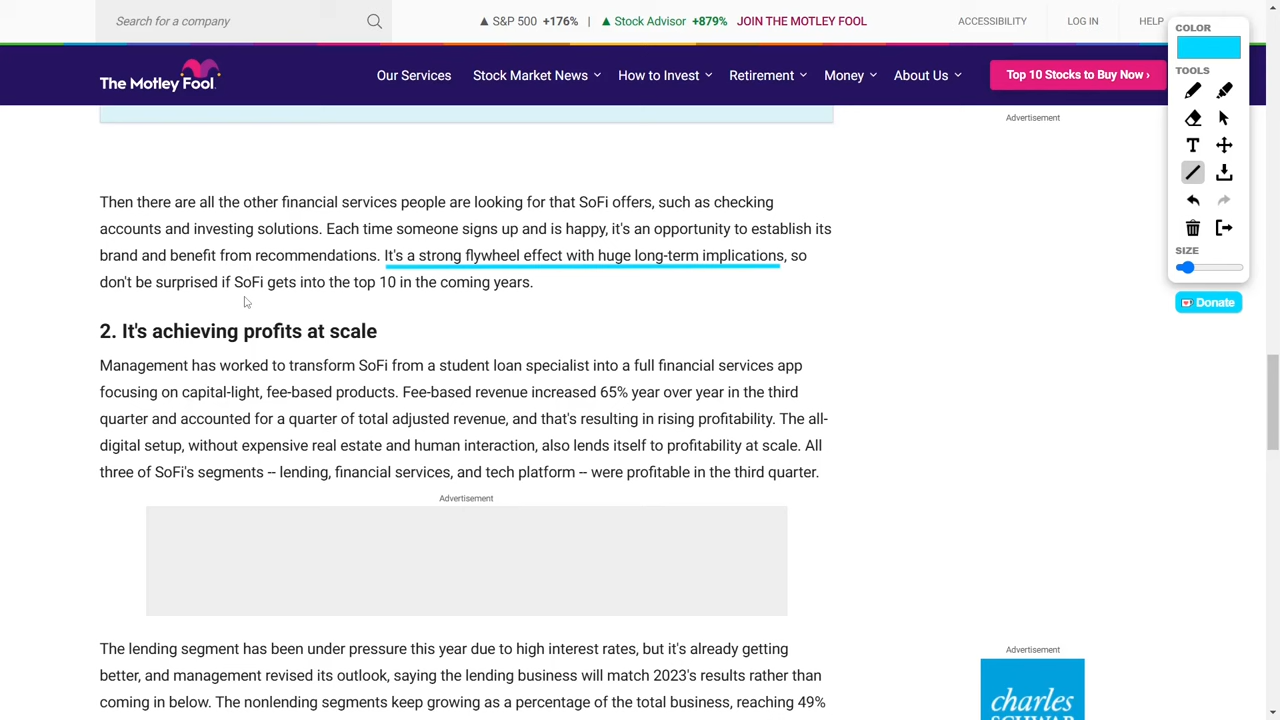 Search for a company
▲ S&P 500 +176% | ▲ Stock Advisor +879% JOIN THE MOTLEY FOOL
ACCESSIBILITY LOG IN HELP
The Motley Fool
Our Services Stock Market News How to Invest Retirement Money About Us
Top 10 Stocks to Buy Now ›
COLOR
TOOLS
T
SIZE
Donate
Advertisement
Then there are all the other financial services people are looking for that SoFi offers, such as checking
accounts and investing solutions. Each time someone signs up and is happy, it's an opportunity to establish its
brand and benefit from recommendations. It's a strong flywheel effect with huge long-term implications, so
don't be surprised if SoFi gets into the top 10 in the coming years.
2. It's achieving profits at scale
Management has worked to transform SoFi from a student loan specialist into a full financial services app
focusing on capital-light, fee-based products. Fee-based revenue increased 65% year over year in the third
quarter and accounted for a quarter of total adjusted revenue, and that's resulting in rising profitability. The all-
digital setup, without expensive real estate and human interaction, also lends itself to profitability at scale. All
three of SoFi's segments -- lending, financial services, and tech platform -- were profitable in the third quarter.
Advertisement
The lending segment has been under pressure this year due to high interest rates, but it's already getting
better, and management revised its outlook, saying the lending business will match 2023's results rather than
coming in below. The nonlending segments keep growing as a percentage of the total business, reaching 49%
Advertisement
charles
SCHWAB